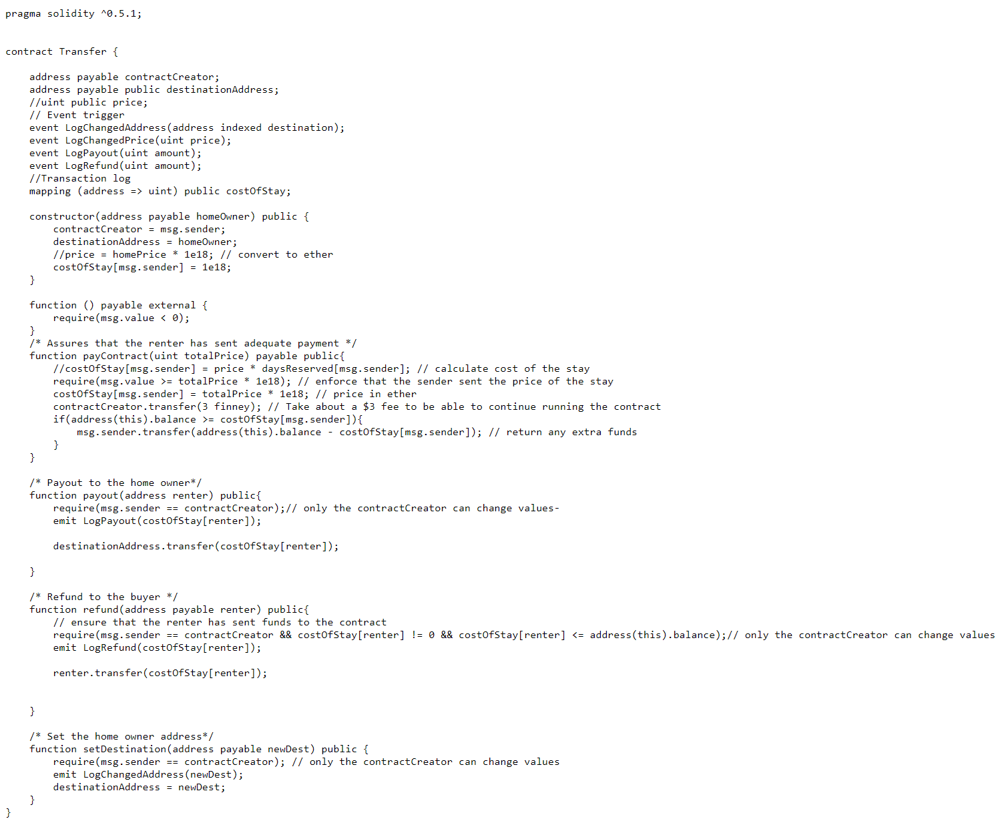 pragma solidity ^0.5.1;
contract Transfer {
address payable contractCreator;
address payable public destinationAddress;
//uint public price;
// Event trigger
event LogChangedAddress(address indexed destination);
event LogChangedPrice(uint price);
event LogPayout(uint amount);
event LogRefund(uint amount);
//Transaction log
mapping (address => uint) public costOfStay;
constructor(address payable homeOwner) public {
contractCreator = msg.sender;
destinationAddress = homeOwner;
//price = homePrice * 1e18; // convert to ether
costOfStay[msg.sender] = 1e18;
}
function () payable external {
require(msg.value < 0);
}
/* Assures that the renter has sent adequate payment */
function payContract(uint totalPrice) payable public{
//costOfStay[msg.sender] = price * daysReserved[msg.sender]; // calculate cost of the stay
require(msg.value >= totalPrice * 1e18); // enforce that the sender sent the price of the stay
costOfStay[msg.sender] = totalPrice * 1e18; // price in ether
contractCreator.transfer(3 finney); // Take about a $3 fee to be able to continue running the contract
if(address(this).balance >= costOfStay[msg.sender]){
msg.sender.transfer(address(this).balance - costOfStay[msg.sender]); // return any extra funds
}
}
/* Payout to the home owner*/
function payout(address renter) public{
require(msg.sender == contractCreator);// only the contractCreator can change values-
emit LogPayout(costOfStay[renter]);
destinationAddress.transfer(costOfStay[renter]);
}
/* Refund to the buyer */
function refund(address payable renter) public{
// ensure that the renter has sent funds to the contract
require(msg.sender == contractCreator && costOfStay[renter] != 0 && costOfStay[renter] <= address(this).balance);// only the contractCreator can change values
emit LogRefund(costOfStay[renter]);
renter.transfer(costOfStay[renter]);
}
/* Set the home owner address*/
function setDestination(address payable newDest) public {
require(msg.sender == contractCreator); // only the contractCreator can change values
emit LogChangedAddress(newDest);
destinationAddress = newDest;
}
}